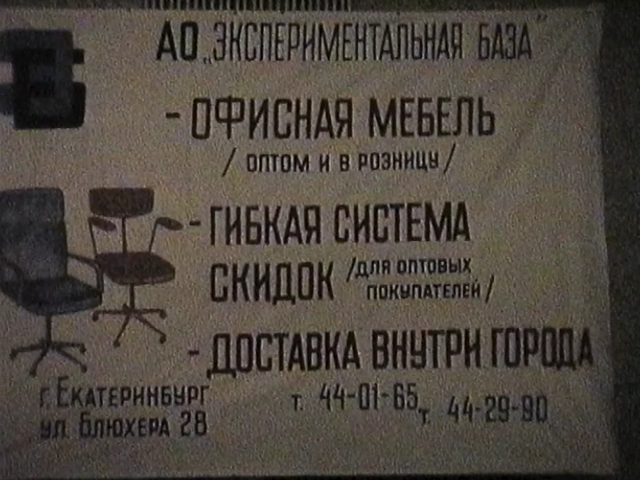 АО „ЭКСПЕРИМЕНТАЛЬНАЯ БАЗА"
- ОФИСНАЯ МЕБЕЛЬ
/ ОПТОМ И В РОЗНИЦУ /
- ГИБКАЯ СИСТЕМА
СКИДОК /ДЛЯ ОПТОВЫХ
ПОКУПАТЕЛЕЙ/
- ДОСТАВКА ВНУТРИ ГОРОДА
г. ЕКАТЕРИНБУРГ
ул. БЛЮХЕРА 28
т. 44-01-65, т. 44-29-90